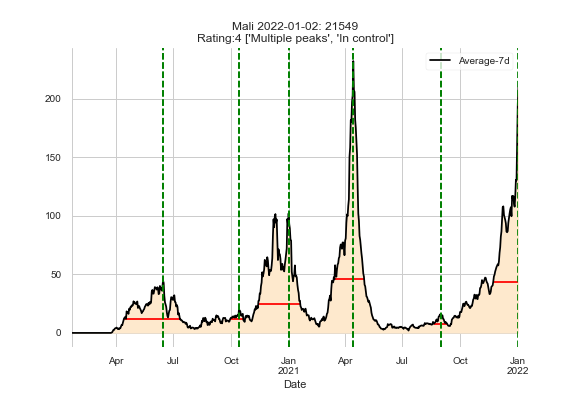 Mali 2022-01-02: 21549
Rating:4 ['Multiple peaks', 'In control']
Average-7d
200
150
100
50
0
Apr Jul Oct Jan Apr Jul Oct Jan
2021 2022
Date